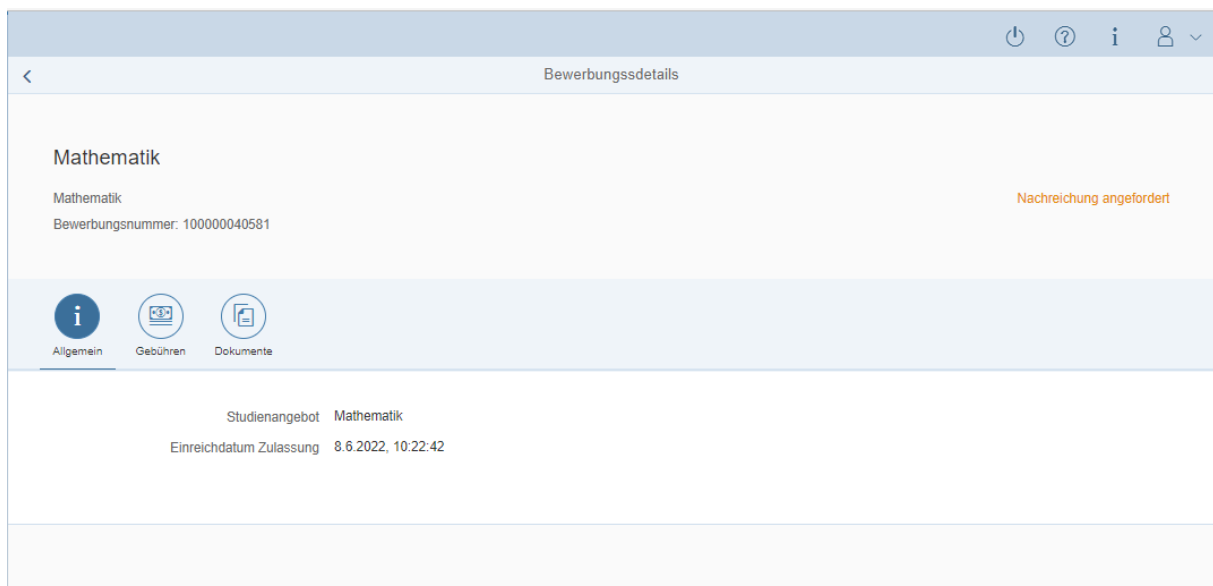 Bewerbungssdetails
Mathematik
Mathematik
Nachreichung angefordert
Bewerbungsnummer: 100000040581
Allgemein Gebühren Dokumente
Studienangebot Mathematik
Einreichdatum Zulassung 8.6.2022, 10:22:42